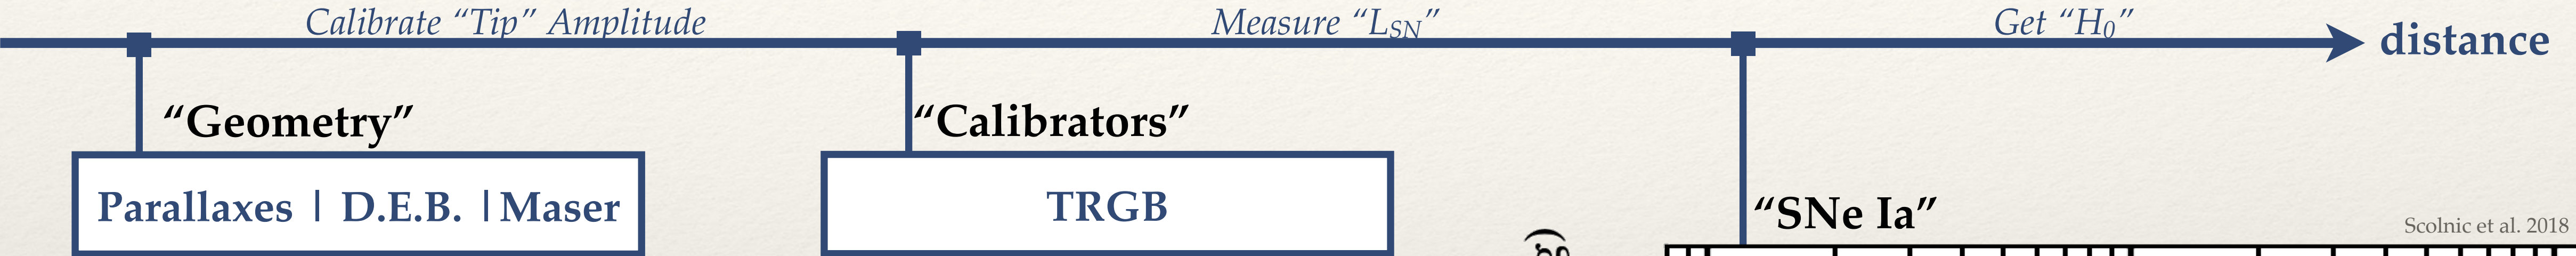 Calibrate “Tip” Amplitude
Measure “LSN”
Get “H0”
distance
“Geometry”
“Calibrators”
Parallaxes | D.E.B. | Maser
TRGB
“SNe Ia”
Scolnic et al. 2018